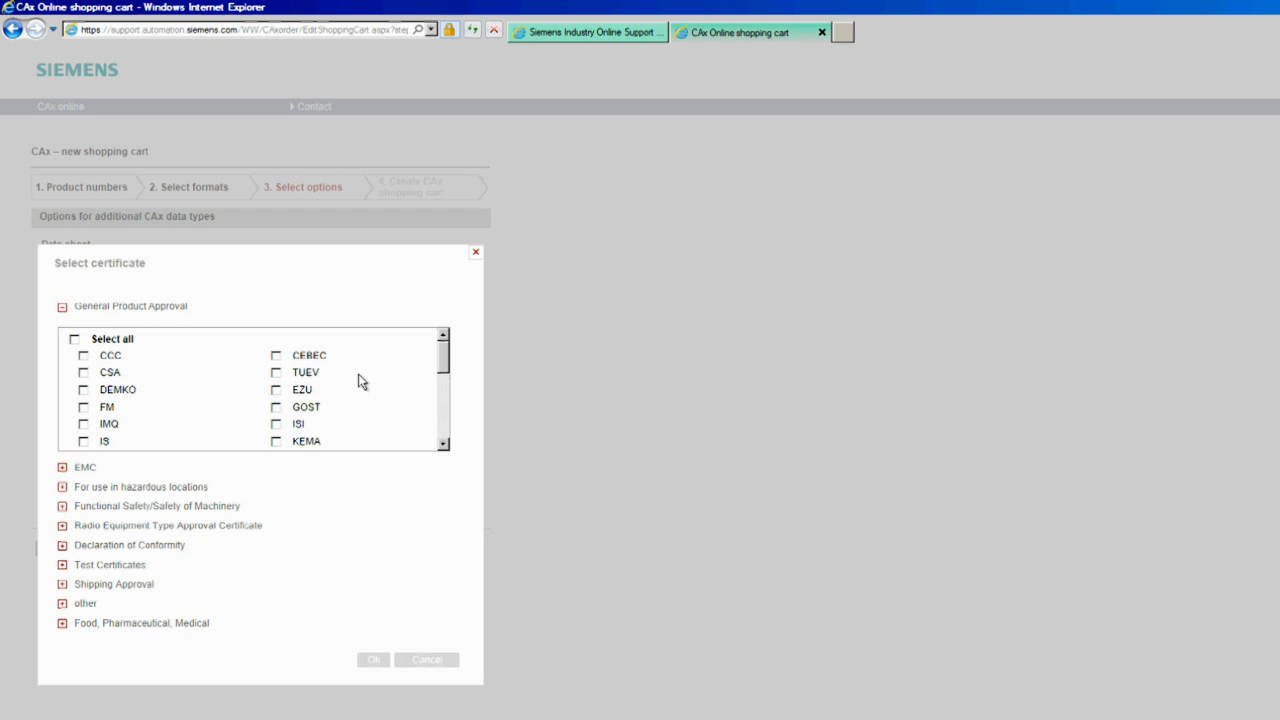 CAx Online shopping cart - Windows Internet Explorer
https://support.automation.siemens.com/WW/CAxorder/EditShoppingCart.aspx?step
Siemens Industry Online Support ...
CAx Online shopping cart
SIEMENS
CAx online
Contact
CAx – new shopping cart
1. Product numbers
2. Select formats
3. Select options
4. Create CAx
shopping cart
Options for additional CAx data types
Data sheet
Select certificate
General Product Approval
Select all
CCC CEBEC
CSA TUEV
DEMKO EZU
FM GOST
IMQ ISI
IS KEMA
EMC
For use in hazardous locations
Functional Safety/Safety of Machinery
Radio Equipment Type Approval Certificate
Declaration of Conformity
Test Certificates
Shipping Approval
other
Food, Pharmaceutical, Medical
Ok Cancel